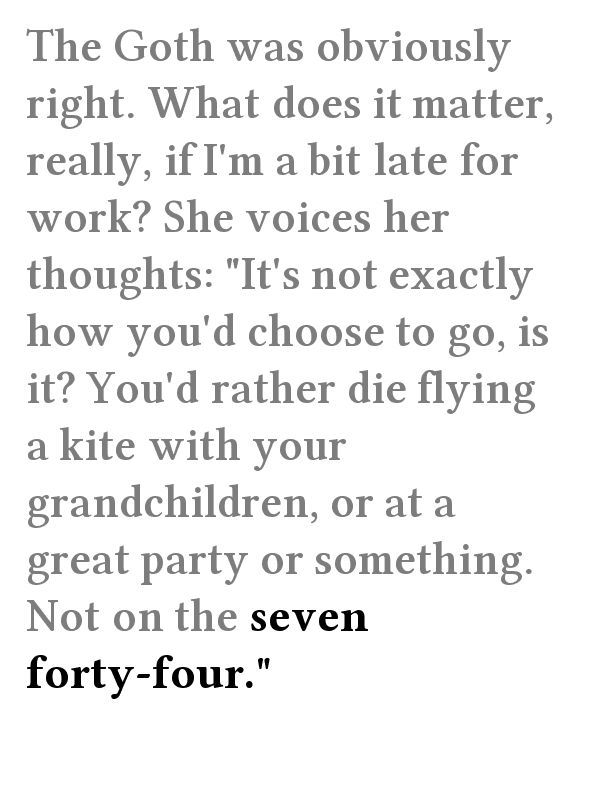 The Goth was obviously
right. What does it matter,
really, if I'm a bit late for
work? She voices her
thoughts: "It's not exactly
how you'd choose to go, is
it? You'd rather die flying
a kite with your
grandchildren, or at a
great party or something.
Not on the seven
forty-four."